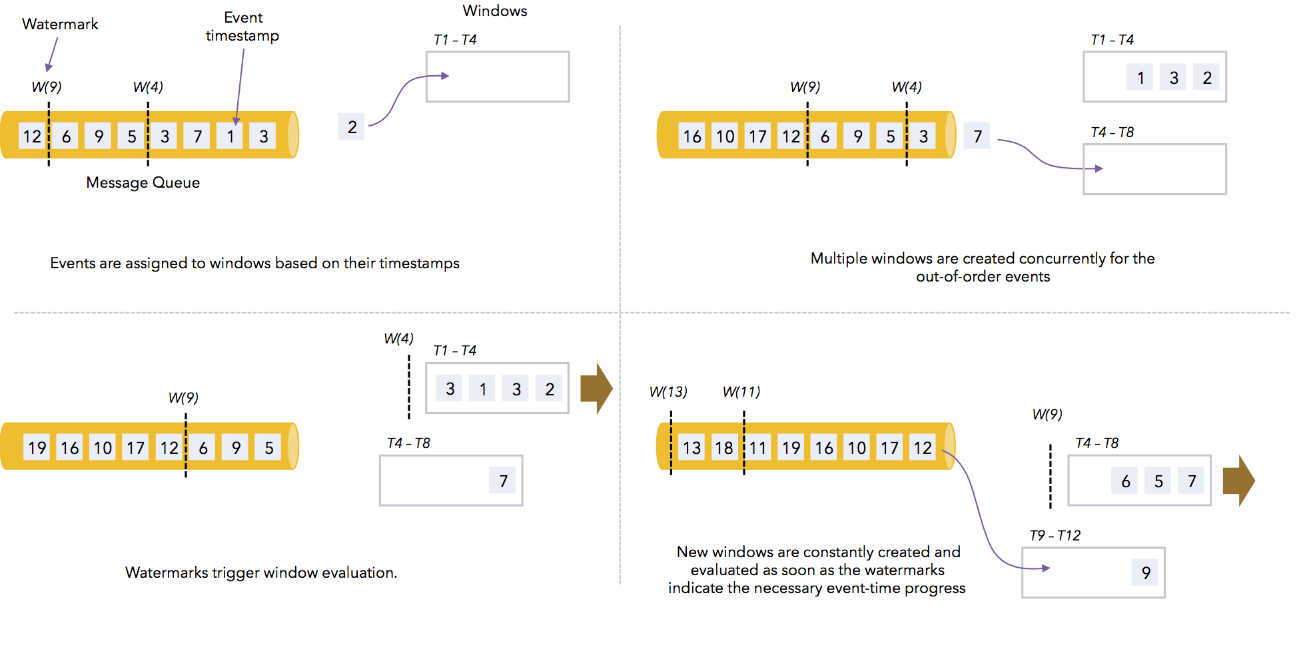 Watermark
Event
timestamp
Windows
T1 – T4
W(9)
W(4)
12 6 9 5 3 7 1 3
2
Message Queue
Events are assigned to windows based on their timestamps
T1 – T4
1 3 2
W(9)
W(4)
16 10 17 12 6 9 5 3
7
T4 – T8
Multiple windows are created concurrently for the
out-of-order events
W(4)
T1 – T4
3 1 3 2
W(9)
19 16 10 17 12 6 9 5
T4 – T8
7
Watermarks trigger window evaluation.
W(13)
W(11)
13 18 11 19 16 10 17 12
W(9)
T4 – T8
6 5 7
T9 – T12
9
New windows are constantly created and
evaluated as soon as the watermarks
indicate the necessary event-time progress